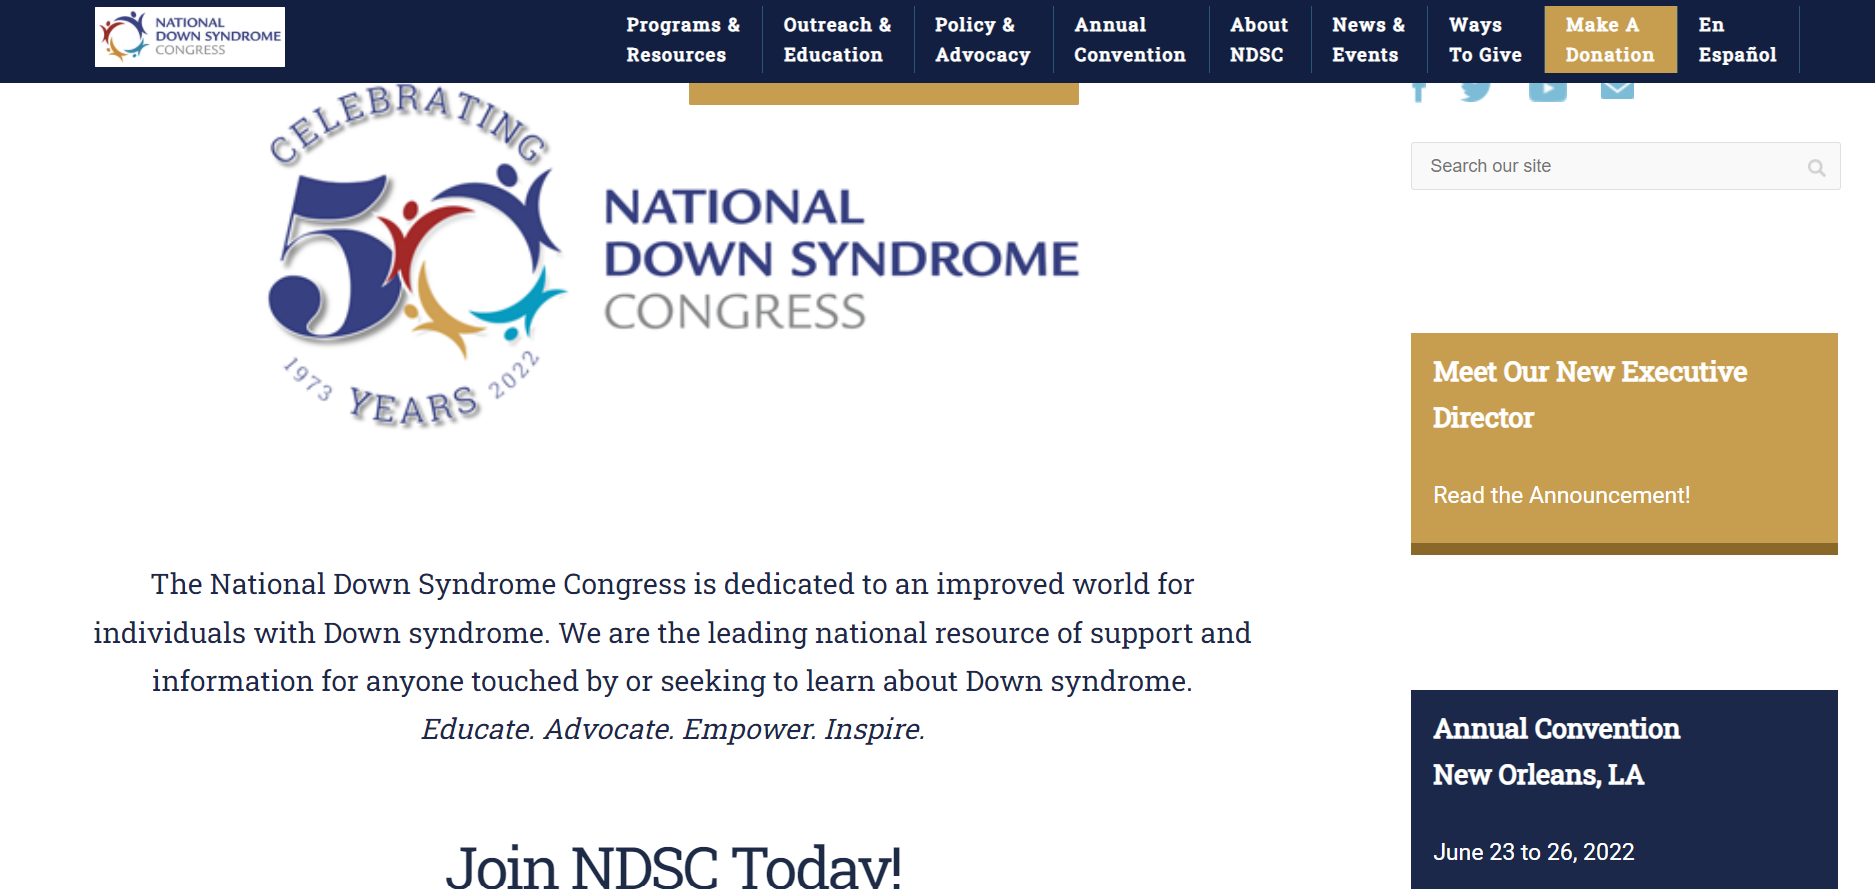 NATIONAL
DOWN SYNDROME
CONGRESS
Programs &
Resources
Outreach &
Education
Policy &
Advocacy
Annual
Convention
About
NDSC
News &
Events
Ways
To Give
Make A
Donation
En
Español
CELEBRATING
50
1973 YEARS 2022
NATIONAL
DOWN SYNDROME
CONGRESS
Search our site
Meet Our New Executive
Director
Read the Announcement!
The National Down Syndrome Congress is dedicated to an improved world for
individuals with Down syndrome. We are the leading national resource of support and
information for anyone touched by or seeking to learn about Down syndrome.
Educate. Advocate. Empower. Inspire.
Annual Convention
New Orleans, LA
June 23 to 26, 2022
Join NDSC Today!